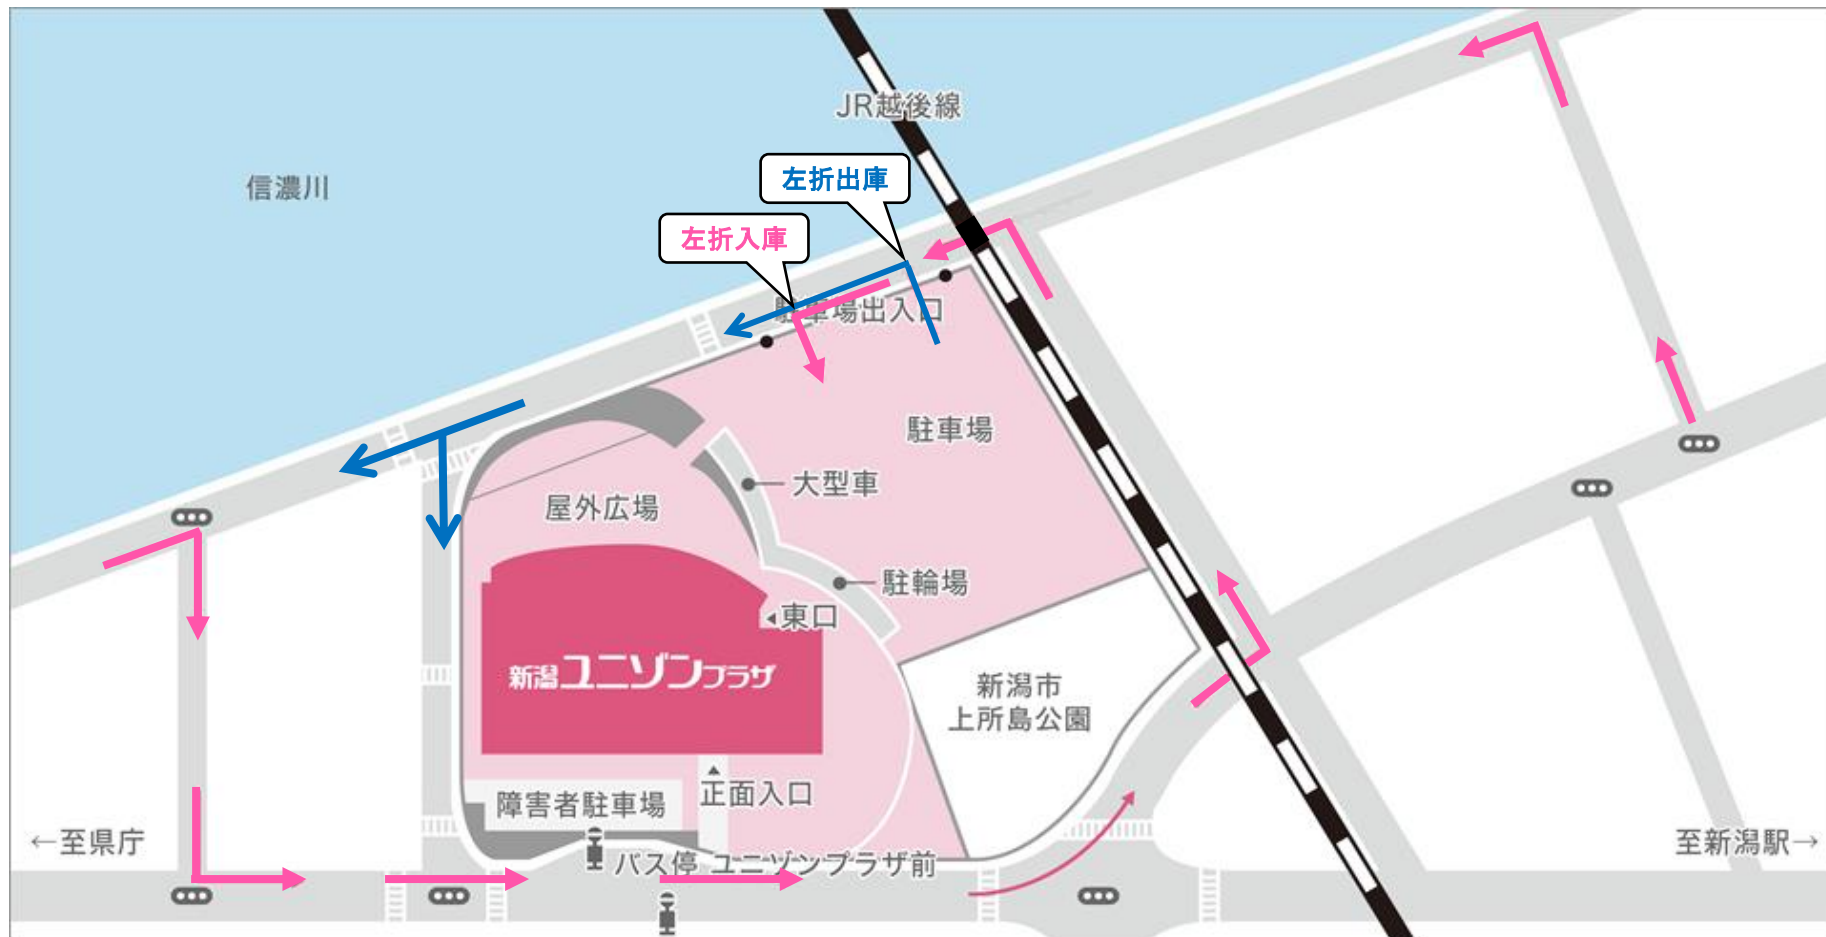 JR越後線
信濃川
左折出庫
左折入庫
駐車場出入口
駐車場
大型車
屋外広場
駐輪場
◂東口
新潟ユニゾンプラザ
新潟市
上所島公園
▴
正面入口
障害者駐車場
←至県庁
至新潟駅→
バス停 ユニゾンプラザ前